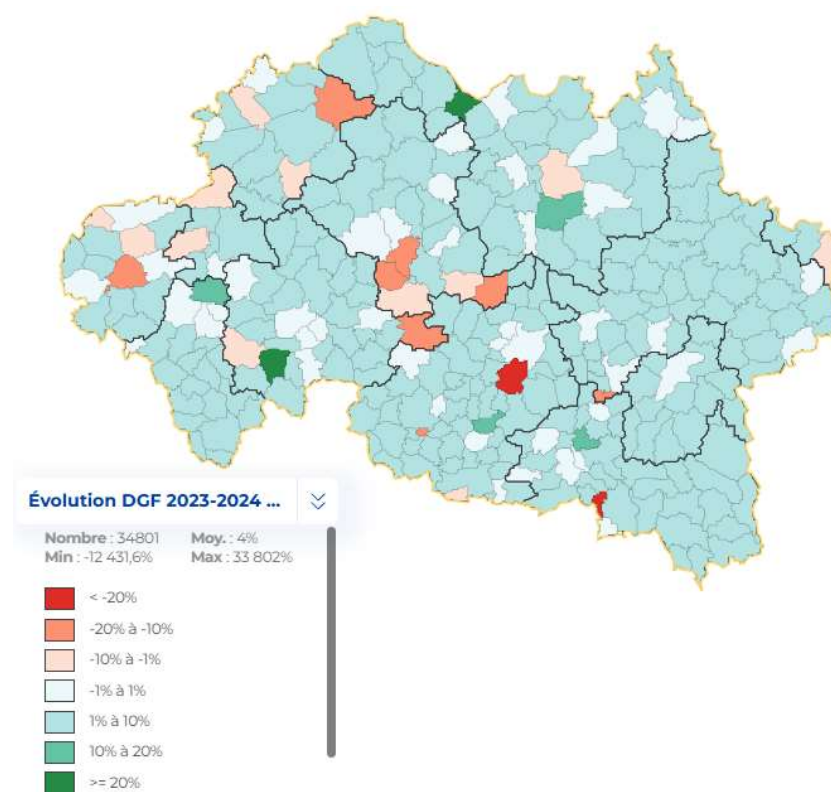 Évolution DGF 2023-2024 ...
Nombre : 34801 Moy. : 4%
Min : -12 431,6% Max : 33 802%
< -20%
-20% à -10%
-10% à -1%
-1% à 1%
1% à 10%
10% à 20%
>= 20%